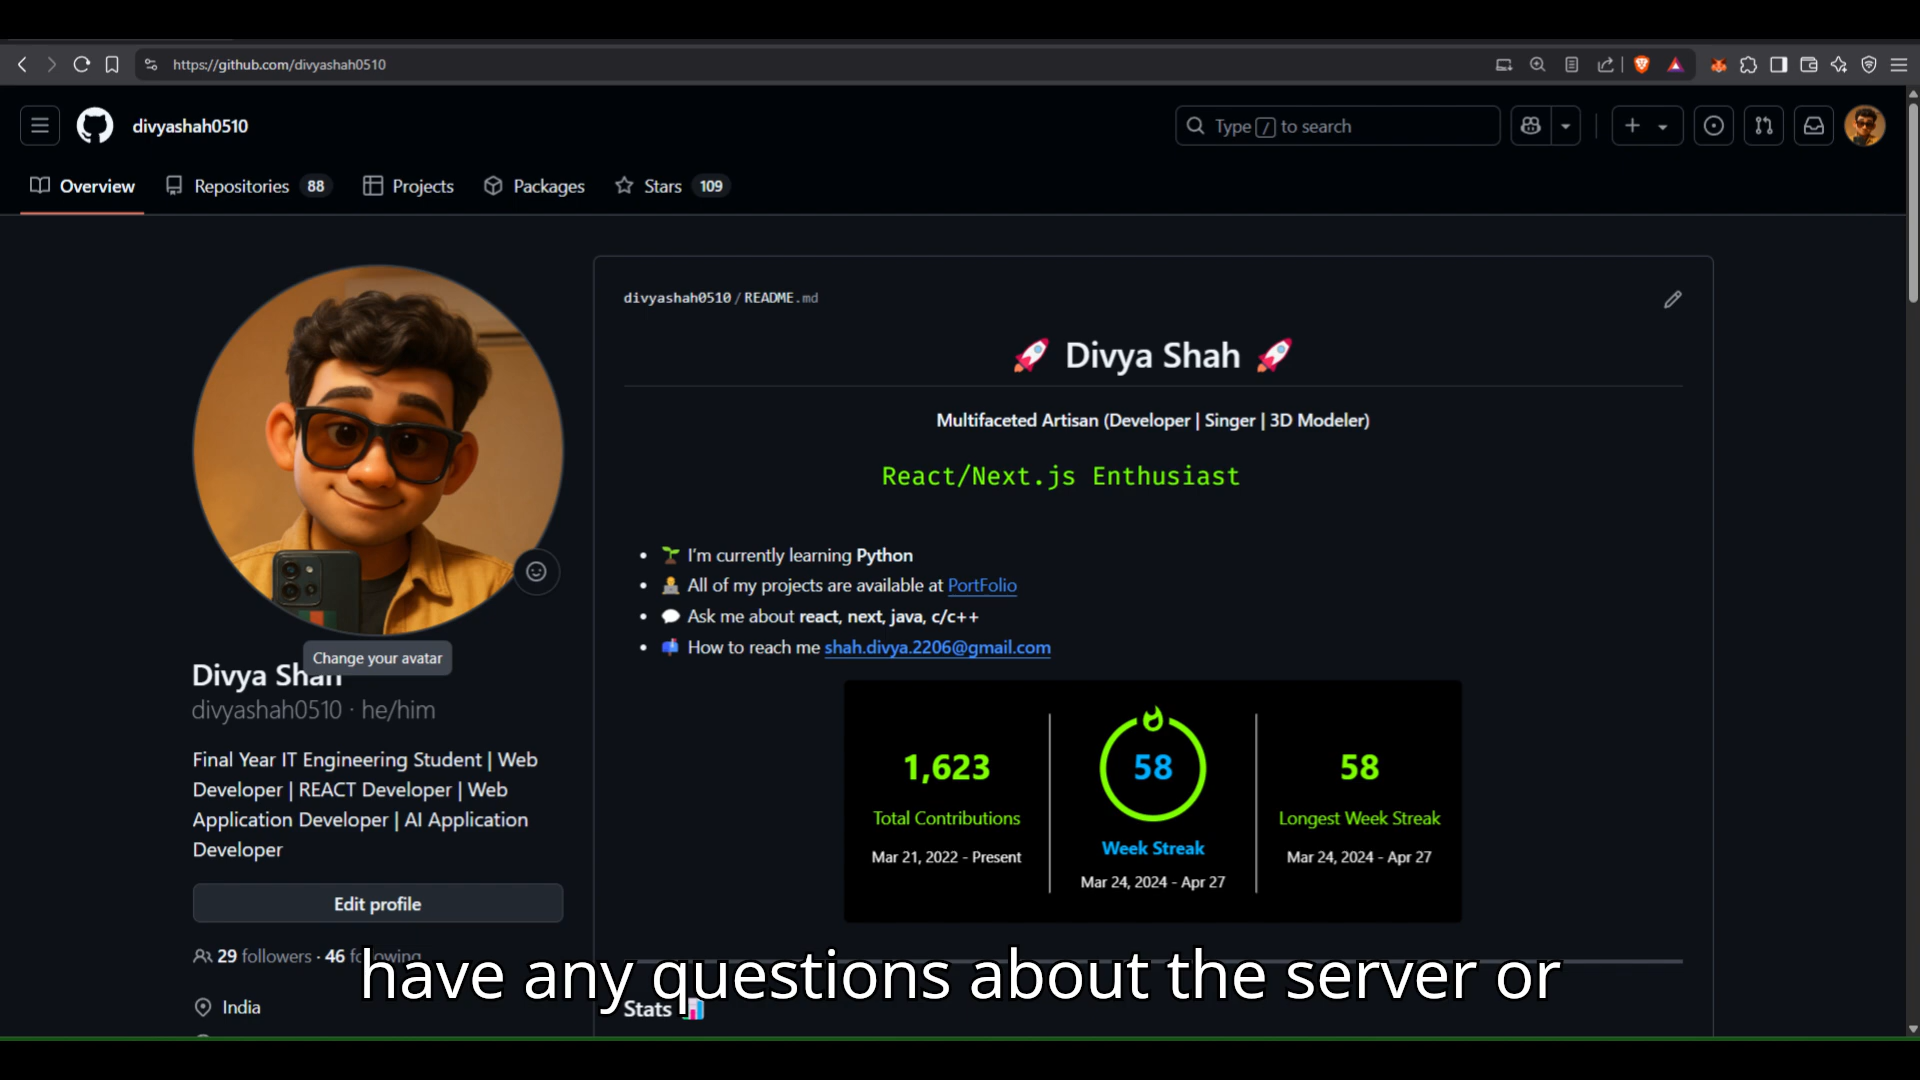 https://github.com/divyashah0510
divyashah0510
Type / to search
Overview
Repositories 88
Projects
Packages
Stars 109
divyashah0510/README.md
🚀 Divya Shah 🚀
Multifaceted Artisan (Developer | Singer | 3D Modeler)
React/Next.js Enthusiast
• 🌱 I'm currently learning Python
• 👨‍💻 All of my projects are available at PortFolio
• 💬 Ask me about react, next, java, c/c++
• 📫 How to reach me shah.divya.2206@gmail.com
Change your avatar
Divya Shah
divyashah0510 · he/him
Final Year IT Engineering Student | Web
Developer | REACT Developer | Web
Application Developer | AI Application
Developer
Edit profile
29 followers · 46 following
India
1,623
Total Contributions
Mar 21, 2022 - Present
58
Week Streak
Mar 24, 2024 - Apr 27
58
Longest Week Streak
Mar 24, 2024 - Apr 27
Stats 📊
have any questions about the server or